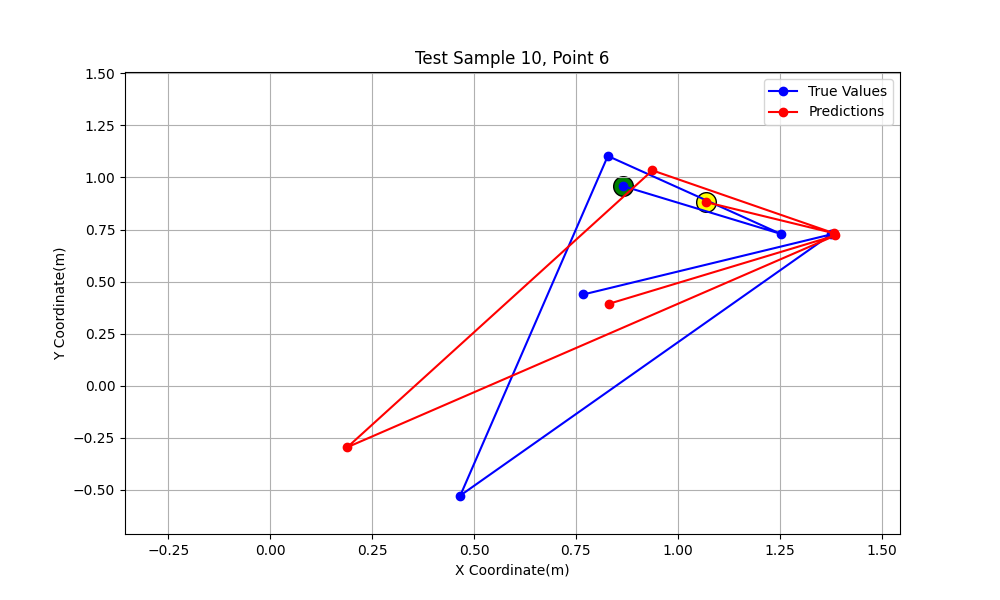 Test Sample 10, Point 6
True Values
Predictions
1.50
1.25
1.00
0.75
0.50
0.25
0.00
−0.25
−0.50
Y Coordinate(m)
−0.25 0.00 0.25 0.50 0.75 1.00 1.25 1.50
X Coordinate(m)